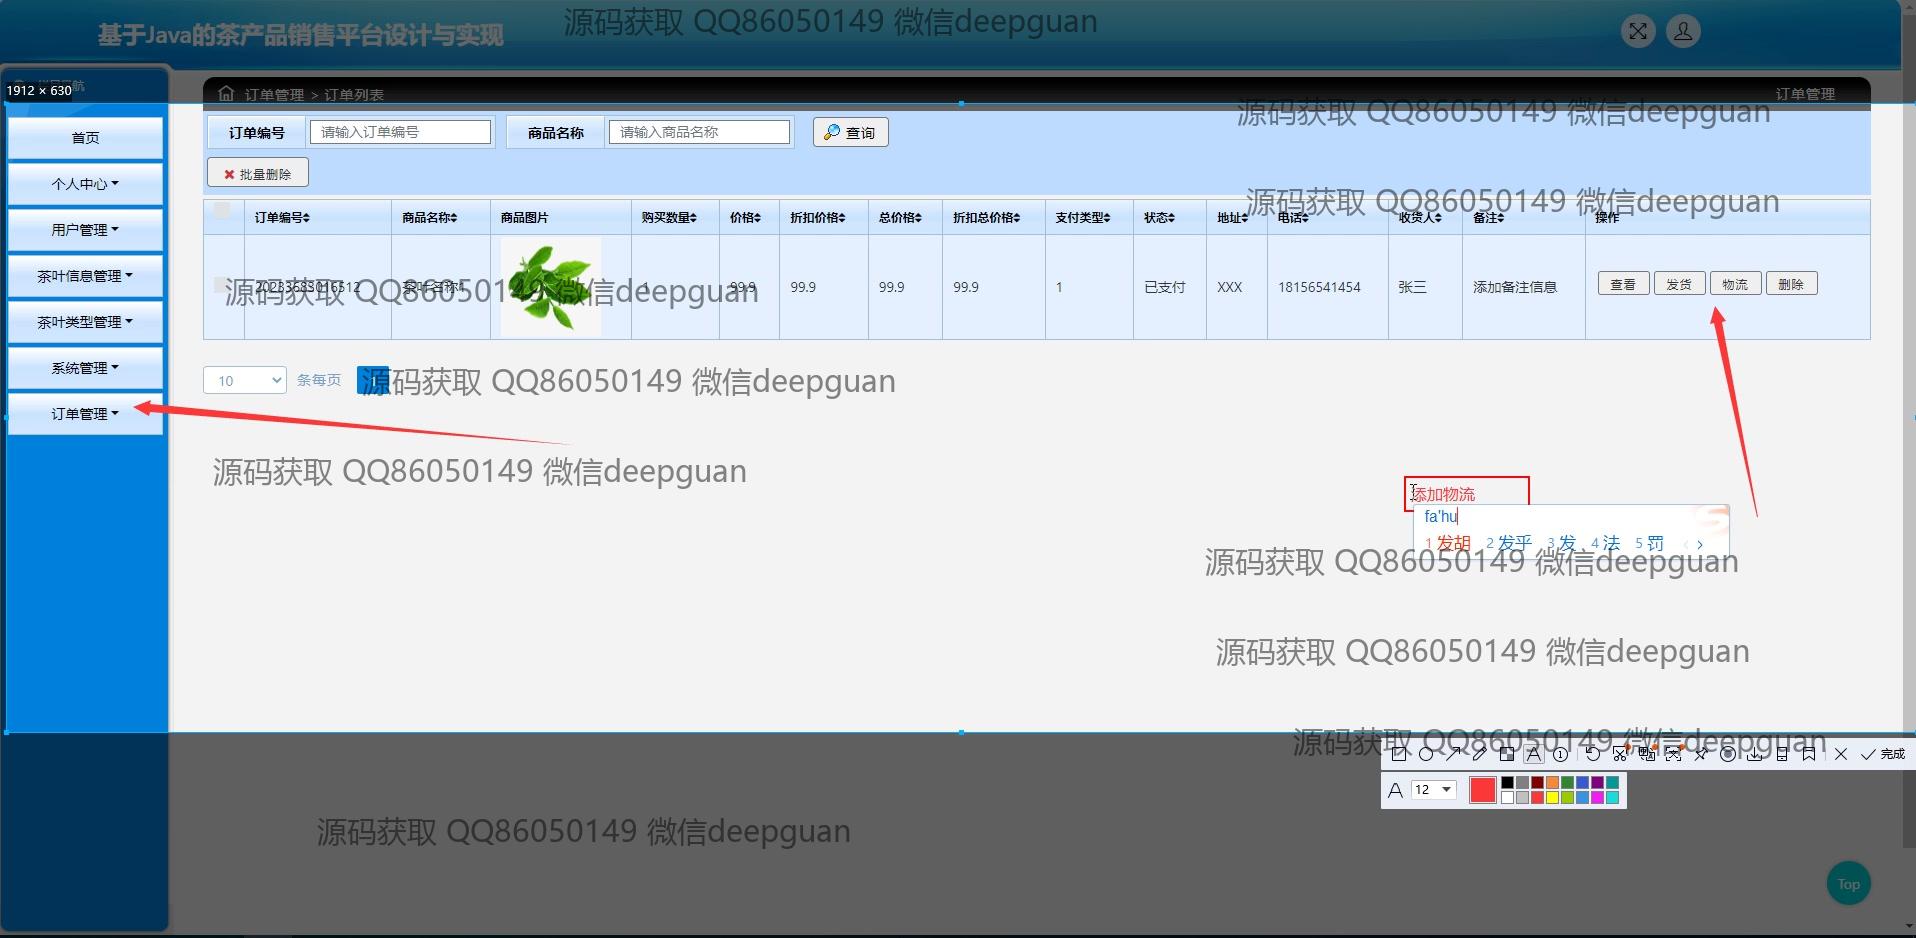 源码获取 QQ86050149 微信deepguan
基于Java的茶产品销售平台设计与实现
1912 × 630
订单管理 > 订单列表
订单管理
源码获取 QQ86050149 微信deepguan
首页
订单编号 请输入订单编号 商品名称 请输入商品名称 查询
批量删除
个人中心
源码获取 QQ86050149 微信deepguan
订单编号 商品名称 商品图片 购买数量 价格 折扣价格 总价格 折扣总价格 支付类型 状态 地址 电话 收货人 备注 操作
用户管理
茶叶信息管理
20233683016512 茶叶名称1 1 99.9 99.9 99.9 99.9 1 已支付 XXX 18156541454 张三 添加备注信息 查看 发货 物流 删除
源码获取 QQ86050149 微信deepguan
茶叶类型管理
系统管理
10 条每页 1
源码获取 QQ86050149 微信deepguan
订单管理
源码获取 QQ86050149 微信deepguan
添加物流
fa'hu
1 发胡 2 发乎 3 发 4 法 5 罚
源码获取 QQ86050149 微信deepguan
源码获取 QQ86050149 微信deepguan
源码获取 QQ86050149 微信deepguan
完成
A 12
源码获取 QQ86050149 微信deepguan
Top